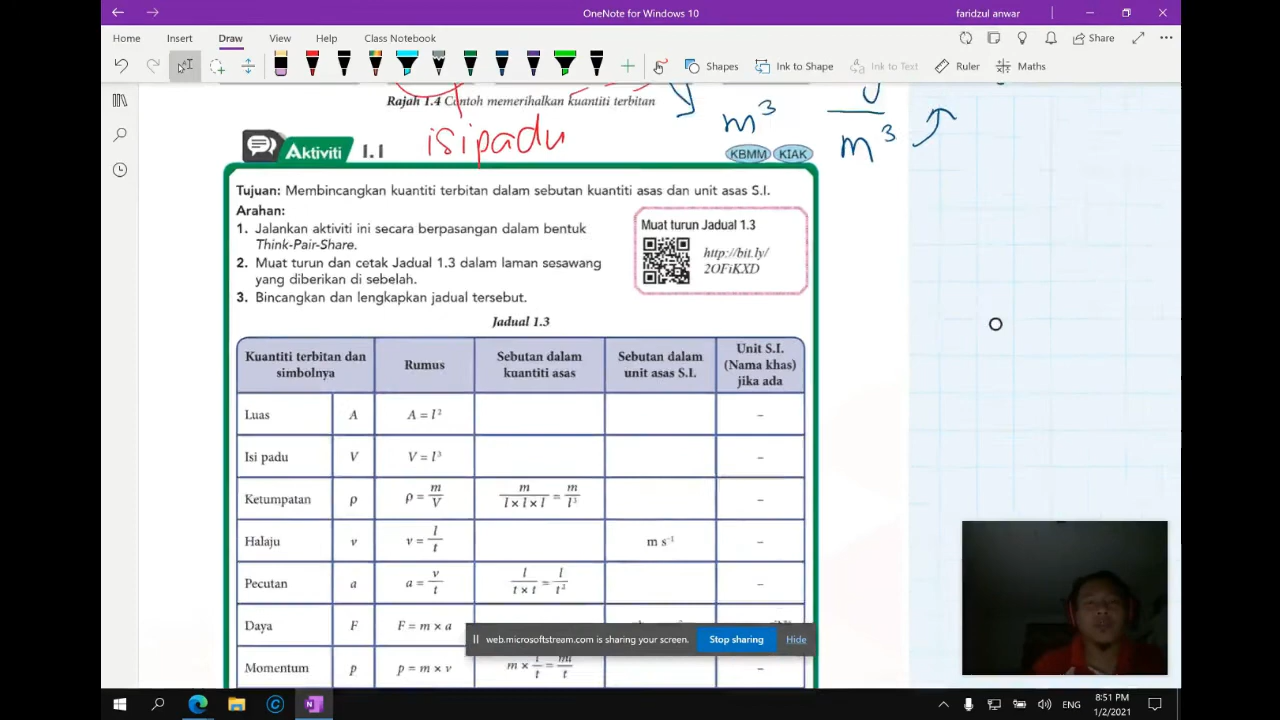 OneNote for Windows 10
faridzul anwar
Home Insert Draw View Help Class Notebook
Share
Shapes Ink to Shape Ink to Text Ruler Maths
Rajah 1.4 Contoh memerihalkan kuantiti terbitan
m³
m³
isipadu
Aktiviti 1.1
KBMM KIAK
Tujuan: Membincangkan kuantiti terbitan dalam sebutan kuantiti asas dan unit asas S.I.
Arahan:
1. Jalankan aktiviti ini secara berpasangan dalam bentuk
Think-Pair-Share.
2. Muat turun dan cetak Jadual 1.3 dalam laman sesawang
yang diberikan di sebelah.
3. Bincangkan dan lengkapkan jadual tersebut.
Muat turun Jadual 1.3
http://bit.ly/
2OFiKXD
Jadual 1.3
Kuantiti terbitan dan simbolnya Rumus Sebutan dalam kuantiti asas Sebutan dalam unit asas S.I. Unit S.I. (Nama khas) jika ada
Luas A A = l² –
Isi padu V V = l³ –
Ketumpatan ρ ρ = m/V m/(l × l × l) = m/l³ –
Halaju v v = l/t m s⁻¹ –
Pecutan a a = v/t l/(t × t) = l/t² –
Daya F F = m × a
web.microsoftstream.com is sharing your screen. Stop sharing Hide
Momentum p p = m × v m × l/t = ml/t –
ENG
8:51 PM
1/2/2021